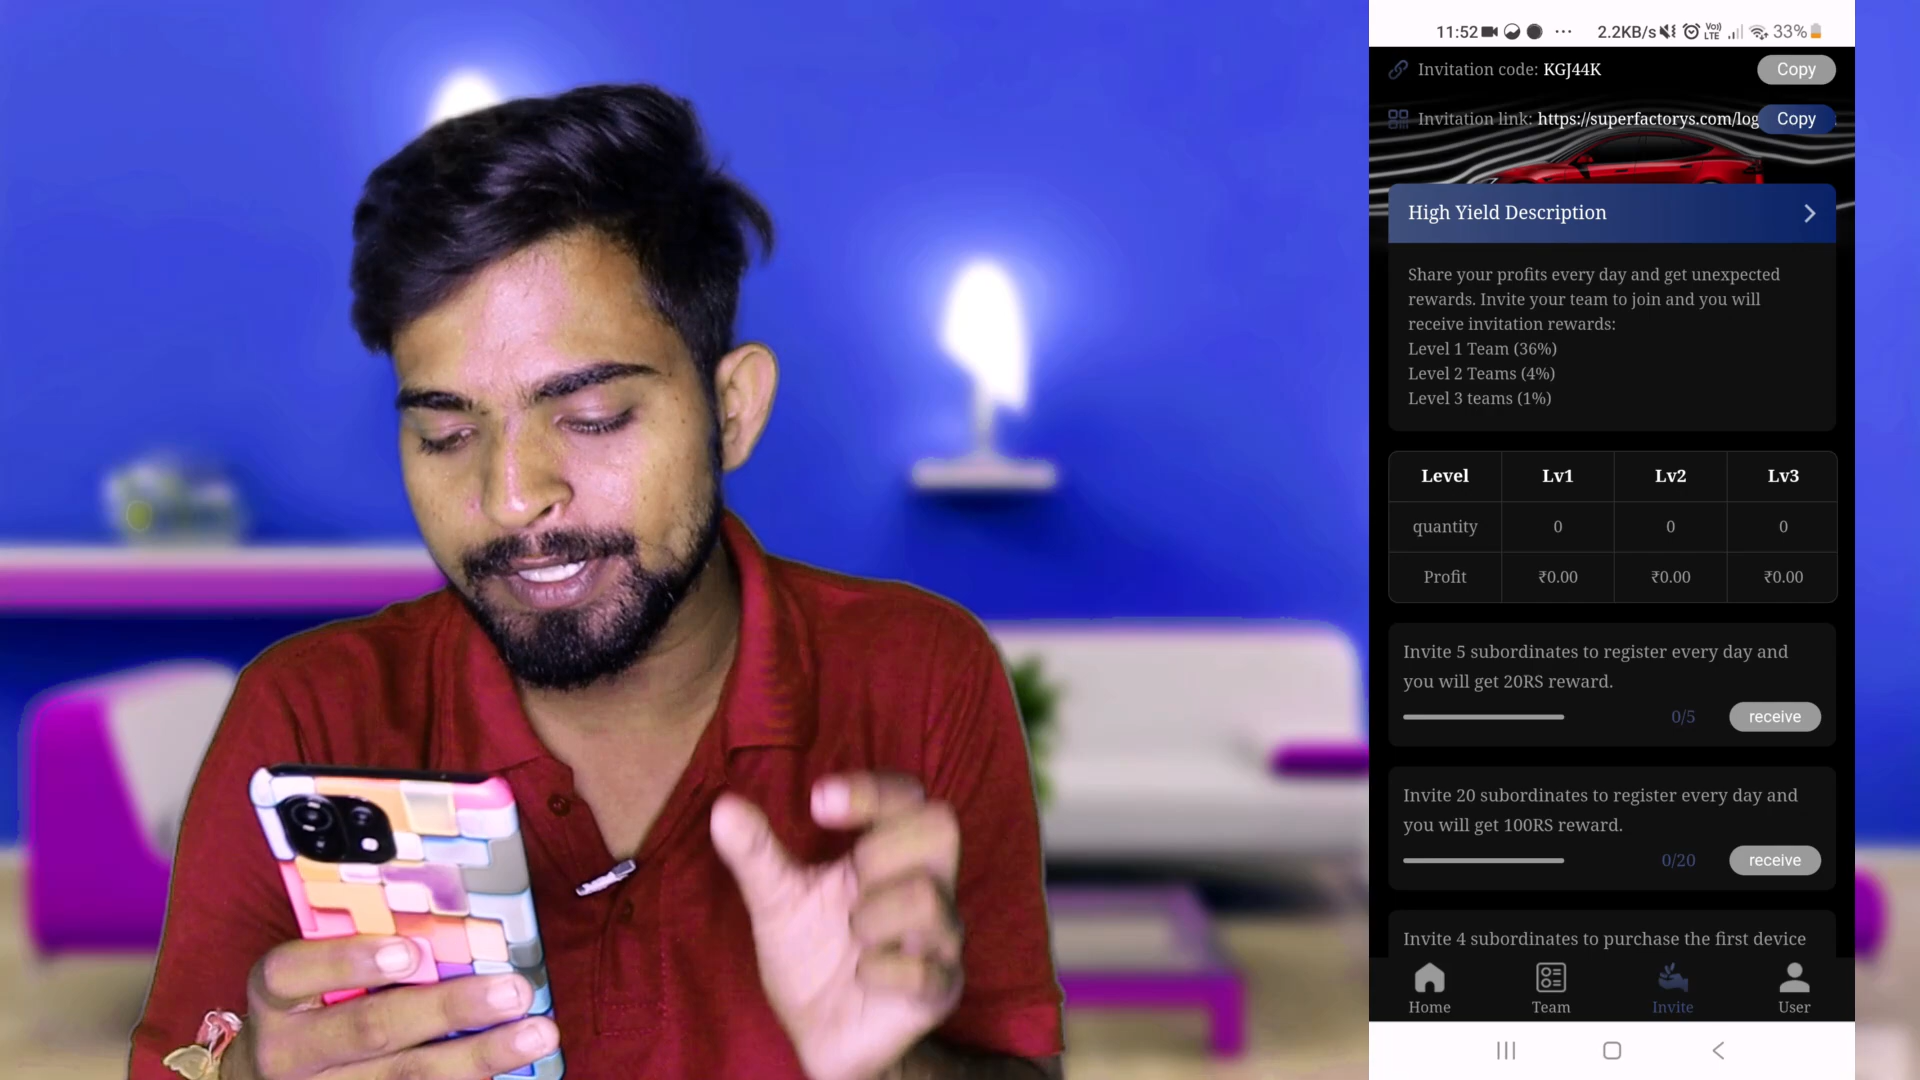 11:52 ... 2.2KB/s Vo) LTE 33%
Invitation code: KGJ44K Copy
Invitation link: https://superfactorys.com/log Copy
High Yield Description
Share your profits every day and get unexpected
rewards. Invite your team to join and you will
receive invitation rewards:
Level 1 Team (36%)
Level 2 Teams (4%)
Level 3 teams (1%)
Level Lv1 Lv2 Lv3
quantity 0 0 0
Profit ₹0.00 ₹0.00 ₹0.00
Invite 5 subordinates to register every day and
you will get 20RS reward.
0/5 receive
Invite 20 subordinates to register every day and
you will get 100RS reward.
0/20 receive
Invite 4 subordinates to purchase the first device
Home Team Invite User